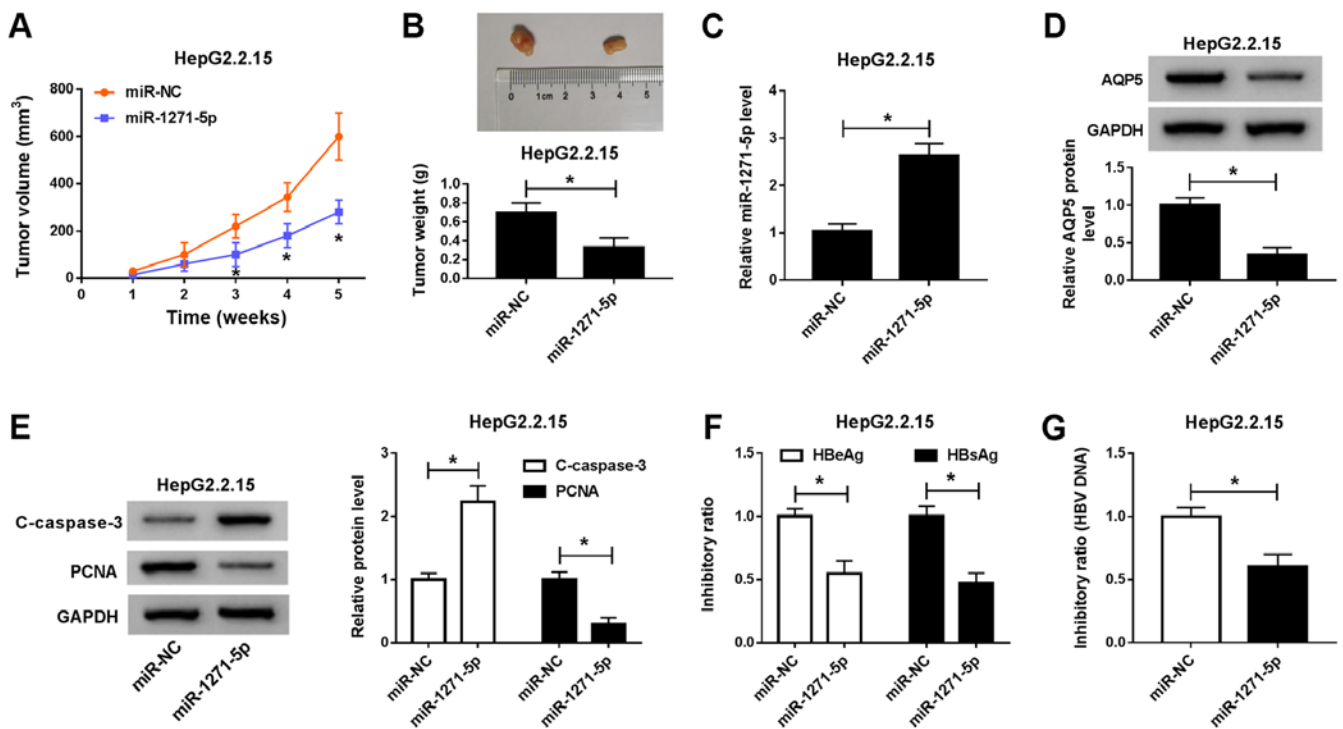 A
HepG2.2.15
miR-NC
miR-1271-5p
Tumor volume (mm³)
800
600
400
200
0
0 1 2 3 4 5
* * *
Time (weeks)
B
0 1cm 2 3 4 5
HepG2.2.15
Tumor weight (g)
1.0
0.8
0.6
0.4
0.2
0.0
*
miR-NC
miR-1271-5p
C
HepG2.2.15
Relative miR-1271-5p level
4
3
2
1
0
*
miR-NC
miR-1271-5p
D
HepG2.2.15
AQP5
GAPDH
Relative AQP5 protein
level
1.5
1.0
0.5
0.0
*
miR-NC
miR-1271-5p
E
HepG2.2.15
C-caspase-3
PCNA
GAPDH
miR-NC
miR-1271-5p
HepG2.2.15
C-caspase-3
PCNA
Relative protein level
3
2
1
0
* *
miR-NC
miR-1271-5p
miR-NC
miR-1271-5p
F
HepG2.2.15
HBeAg HBsAg
Inhibitory ratio
1.5
1.0
0.5
0.0
* *
miR-NC
miR-1271-5p
miR-NC
miR-1271-5p
G
HepG2.2.15
Inhibitory ratio (HBV DNA)
1.5
1.0
0.5
0.0
*
miR-NC
miR-1271-5p